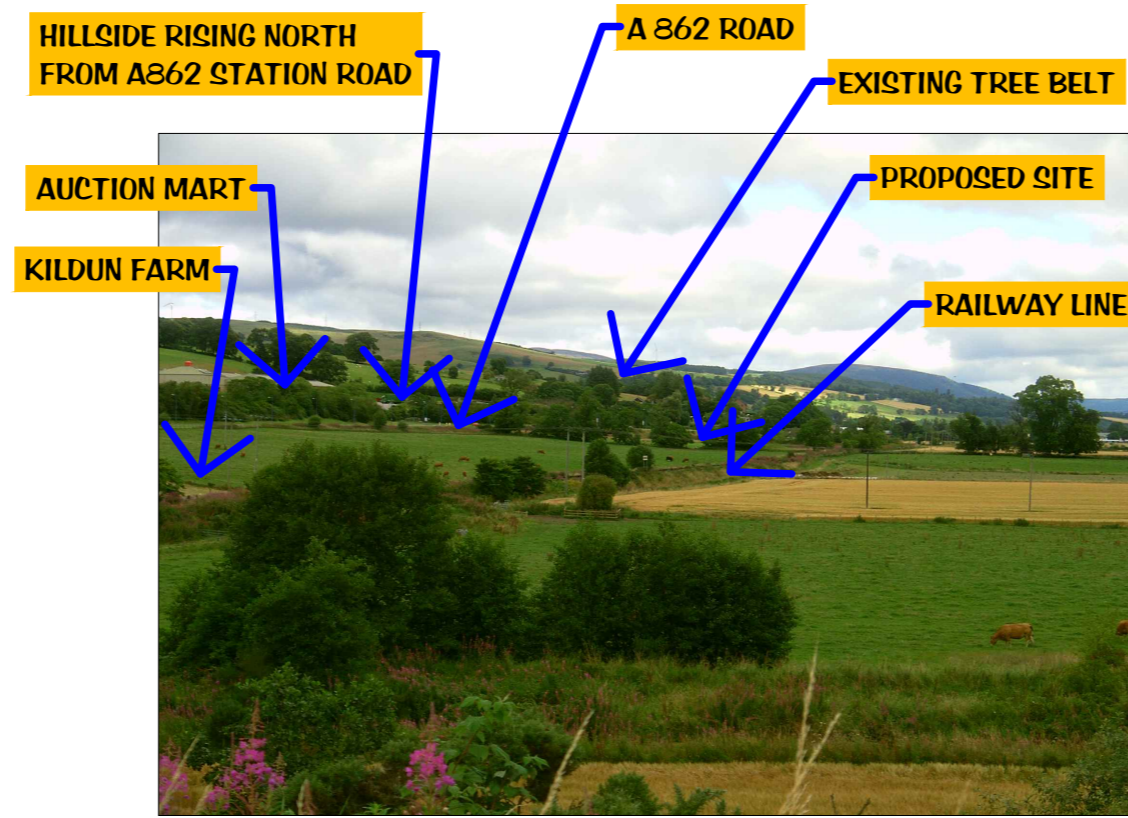 HILLSIDE RISING NORTH
FROM A862 STATION ROAD
A 862 ROAD
EXISTING TREE BELT
AUCTION MART
PROPOSED SITE
KILDUN FARM
RAILWAY LINE